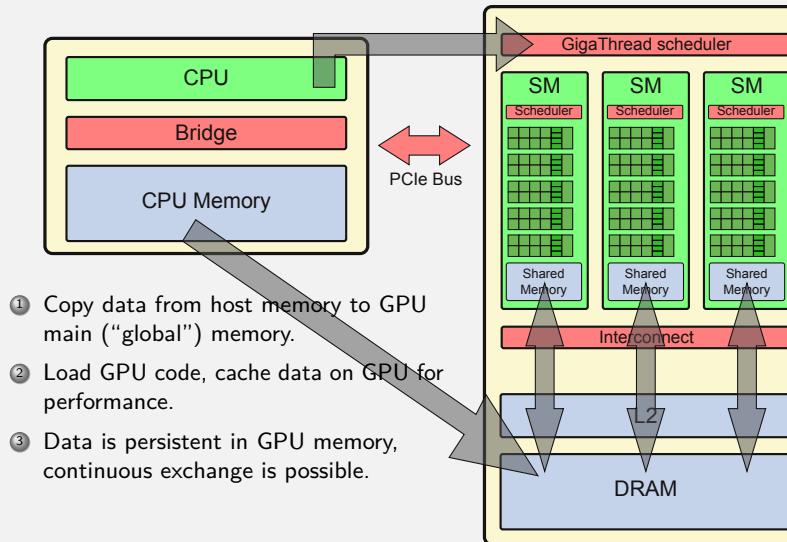 GigaThread scheduler
CPU
Bridge
CPU Memory
PCIe Bus
SM SM SM
Scheduler Scheduler Scheduler
Shared Memory
Shared Memory
Shared Memory
Interconnect
L2
DRAM
1 Copy data from host memory to GPU
main (“global”) memory.
2 Load GPU code, cache data on GPU for
performance.
3 Data is persistent in GPU memory,
continuous exchange is possible.